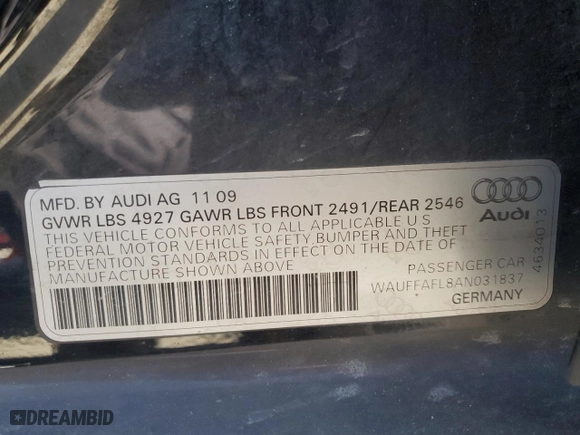 MFD. BY AUDI AG 11 09
GVWR LBS 4927 GAWR LBS FRONT 2491/REAR 2546
THIS VEHICLE CONFORMS TO ALL APPLICABLE U S
FEDERAL MOTOR VEHICLE SAFETY BUMPER AND THEFT
PREVENTION STANDARDS IN EFFECT ON THE DATE OF
MANUFACTURE SHOWN ABOVE
Audi
PASSENGER CAR
WAUFFAFL8AN031837
GERMANY
4634013
DREAMBID